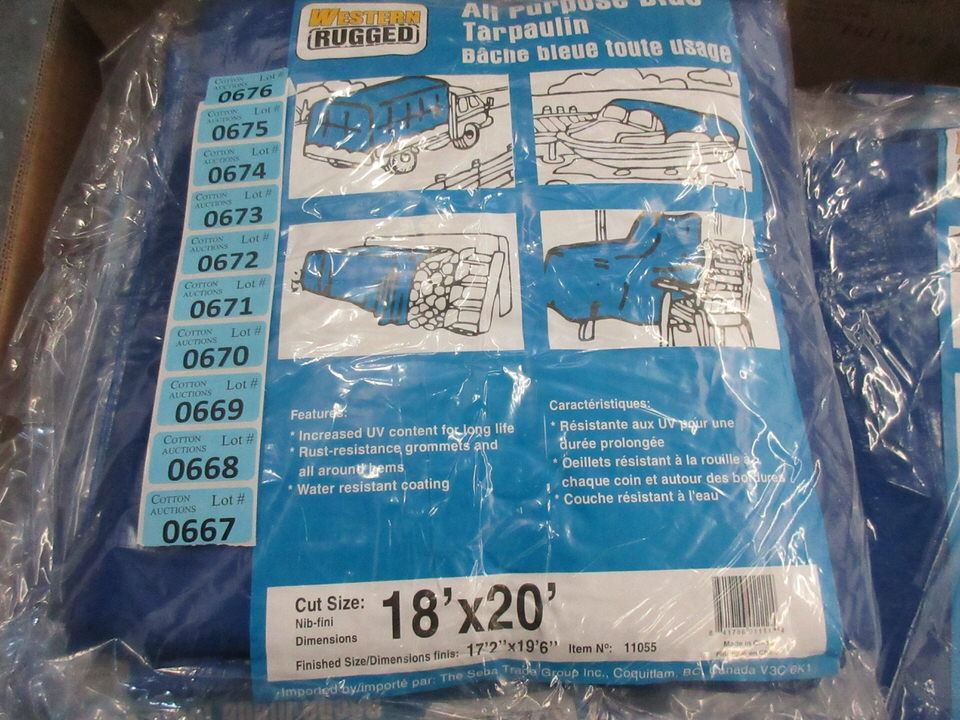 WESTERN
RUGGED
All Purpose Blue
Tarpaulin
Bâche bleue toute usage
COTTON AUCTIONS Lot #
0676
COTTON AUCTIONS Lot #
0675
COTTON AUCTIONS Lot #
0674
COTTON AUCTIONS Lot #
0673
COTTON AUCTIONS Lot #
0672
COTTON AUCTIONS Lot #
0671
COTTON AUCTIONS Lot #
0670
COTTON AUCTIONS Lot #
0669
COTTON AUCTIONS Lot #
0668
COTTON AUCTIONS Lot #
0667
Features:
* Increased UV content for long life
* Rust-resistance grommets and
all around hems
* Water resistant coating
Caractéristiques:
* Résistante aux UV pour une
durée prolongée
* Oeillets résistant à la rouille à
chaque coin et autour des bordures
* Couche résistant à l'eau
Cut Size: 18'x20'
Nib-fini
Dimensions
Finished Size/Dimensions finis: 17'2"x19'6" Item Nº: 11055
Made in
Imported by/importé par: The Seba Trade Group Inc., Coquitlam, BC, Canada V3C 6K1